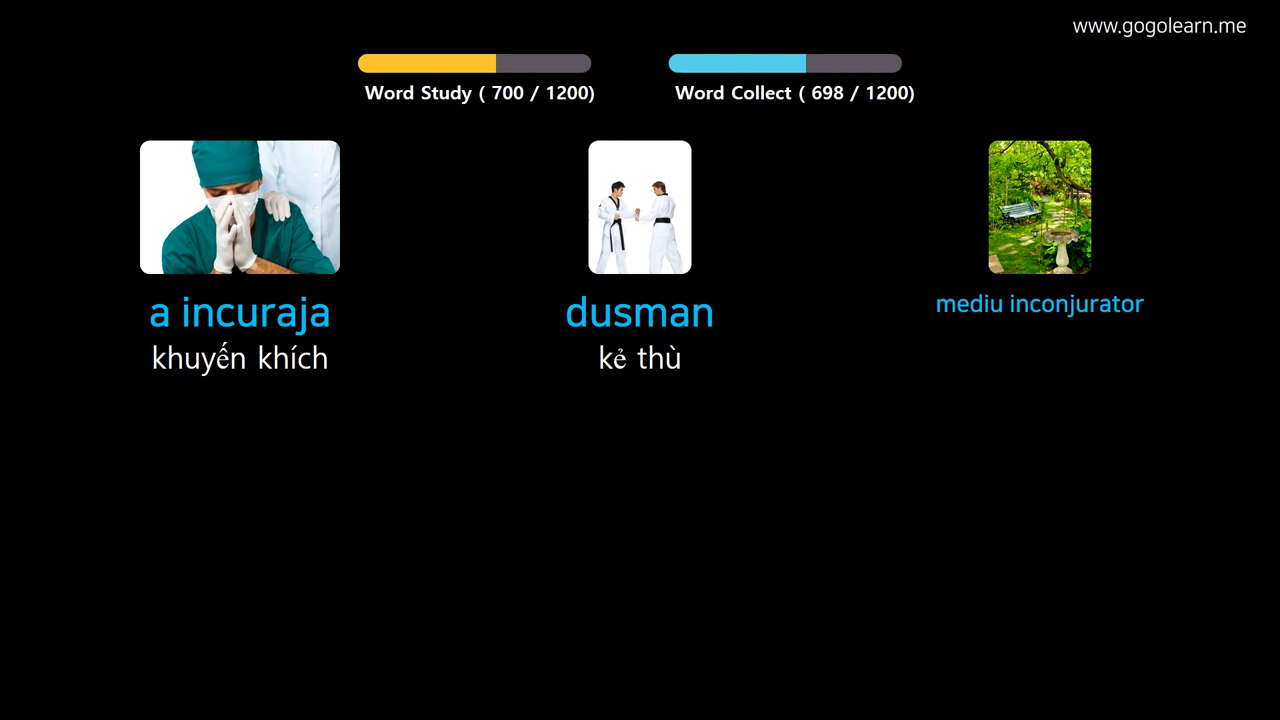 www.gogolearn.me
Word Study ( 700 / 1200)
Word Collect ( 698 / 1200)
a incuraja
khuyến khích
dusman
kẻ thù
mediu inconjurator